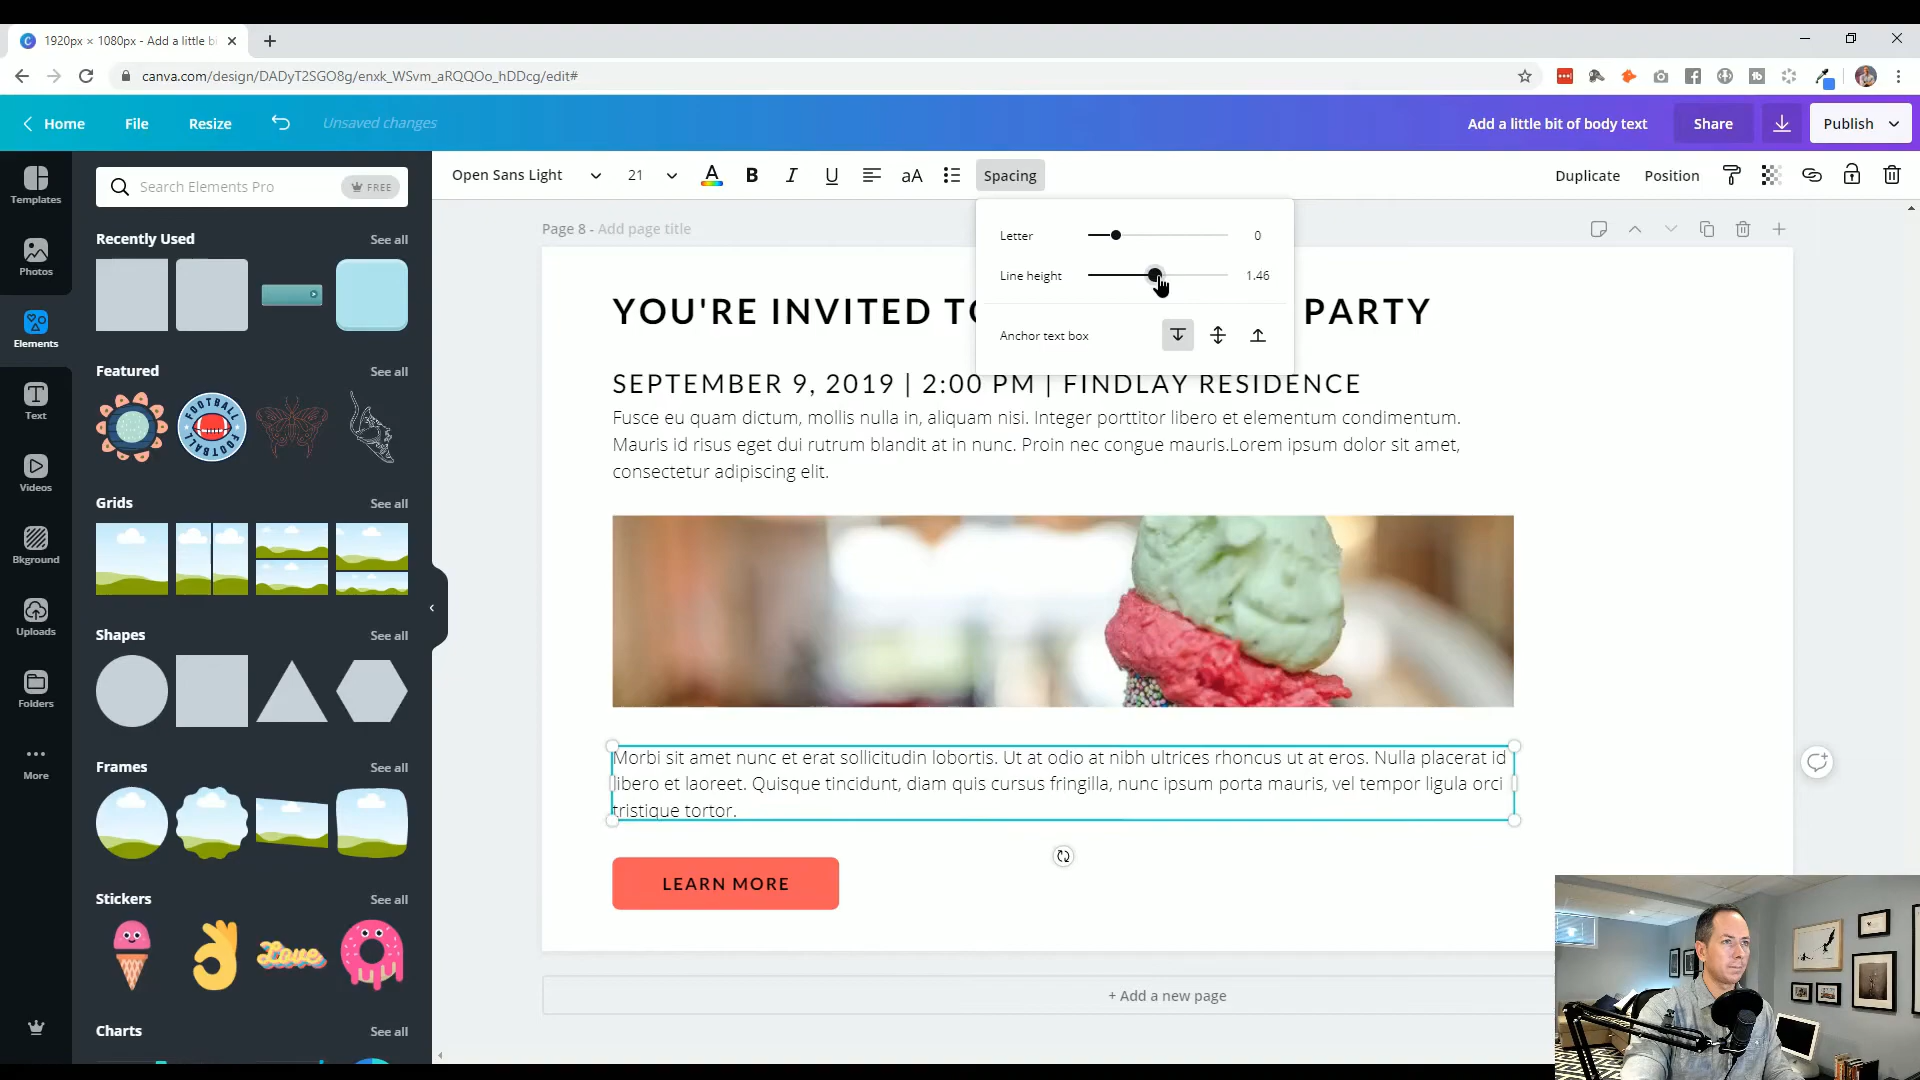 1920px × 1080px - Add a little bi
canva.com/design/DADyT2SGO8g/enxk_WSvm_aRQQOo_hDDcg/edit#
Home
File
Resize
Unsaved changes
Add a little bit of body text
Share
Publish
Templates
Photos
Elements
Text
Videos
Bkground
Uploads
Folders
More
Search Elements Pro
FREE
Recently Used
See all
Featured
See all
FOOTBALL
FOOTBALL
Grids
See all
Shapes
See all
Frames
See all
Stickers
See all
Love
Charts
See all
Open Sans Light
21
A
B
I
U
aA
Spacing
Duplicate
Position
Letter
0
Line height
1.46
Anchor text box
Page 8 - Add page title
YOU'RE INVITED TO
PARTY
SEPTEMBER 9, 2019 | 2:00 PM | FINDLAY RESIDENCE
Fusce eu quam dictum, mollis nulla in, aliquam nisi. Integer porttitor libero et elementum condimentum.
Mauris id risus eget dui rutrum blandit at in nunc. Proin nec congue mauris.Lorem ipsum dolor sit amet,
consectetur adipiscing elit.
Morbi sit amet nunc et erat sollicitudin lobortis. Ut at odio at nibh ultrices rhoncus ut at eros. Nulla placerat id
libero et laoreet. Quisque tincidunt, diam quis cursus fringilla, nunc ipsum porta mauris, vel tempor ligula orci
tristique tortor.
LEARN MORE
+ Add a new page